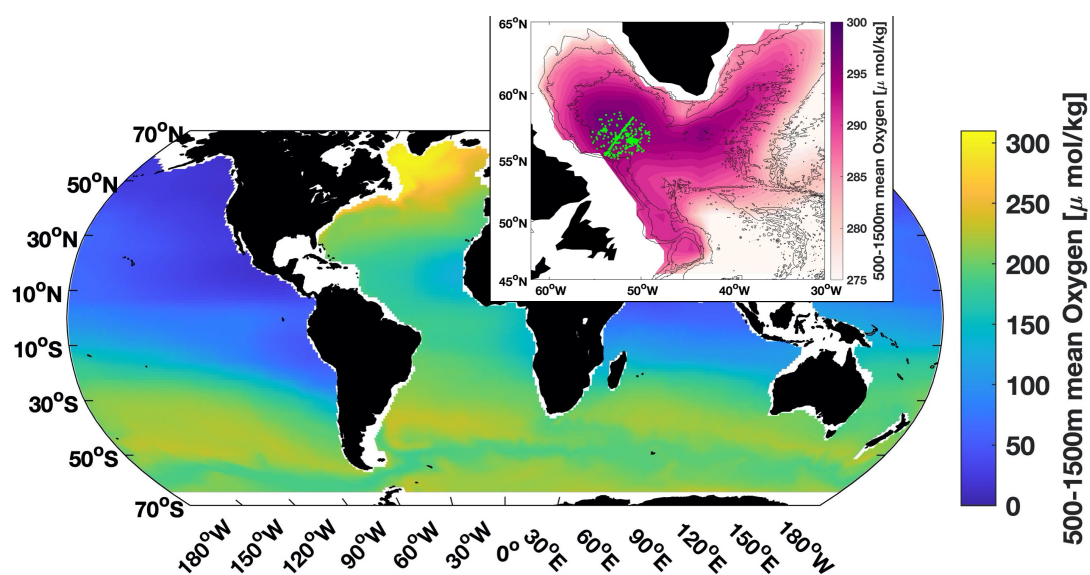 65°N
60°N
55°N
50°N
45°N
60°W
50°W
40°W
30°W
300
295
290
285
280
275
500-1500m mean Oxygen [μ mol/kg]
70°N
50°N
30°N
10°N
10°S
30°S
50°S
70°S
180°W
150°W
120°W
90°W
60°W
30°W
0°
30°E
60°E
90°E
120°E
150°E
180°W
300
250
200
150
100
50
0
500-1500m mean Oxygen [μ mol/kg]